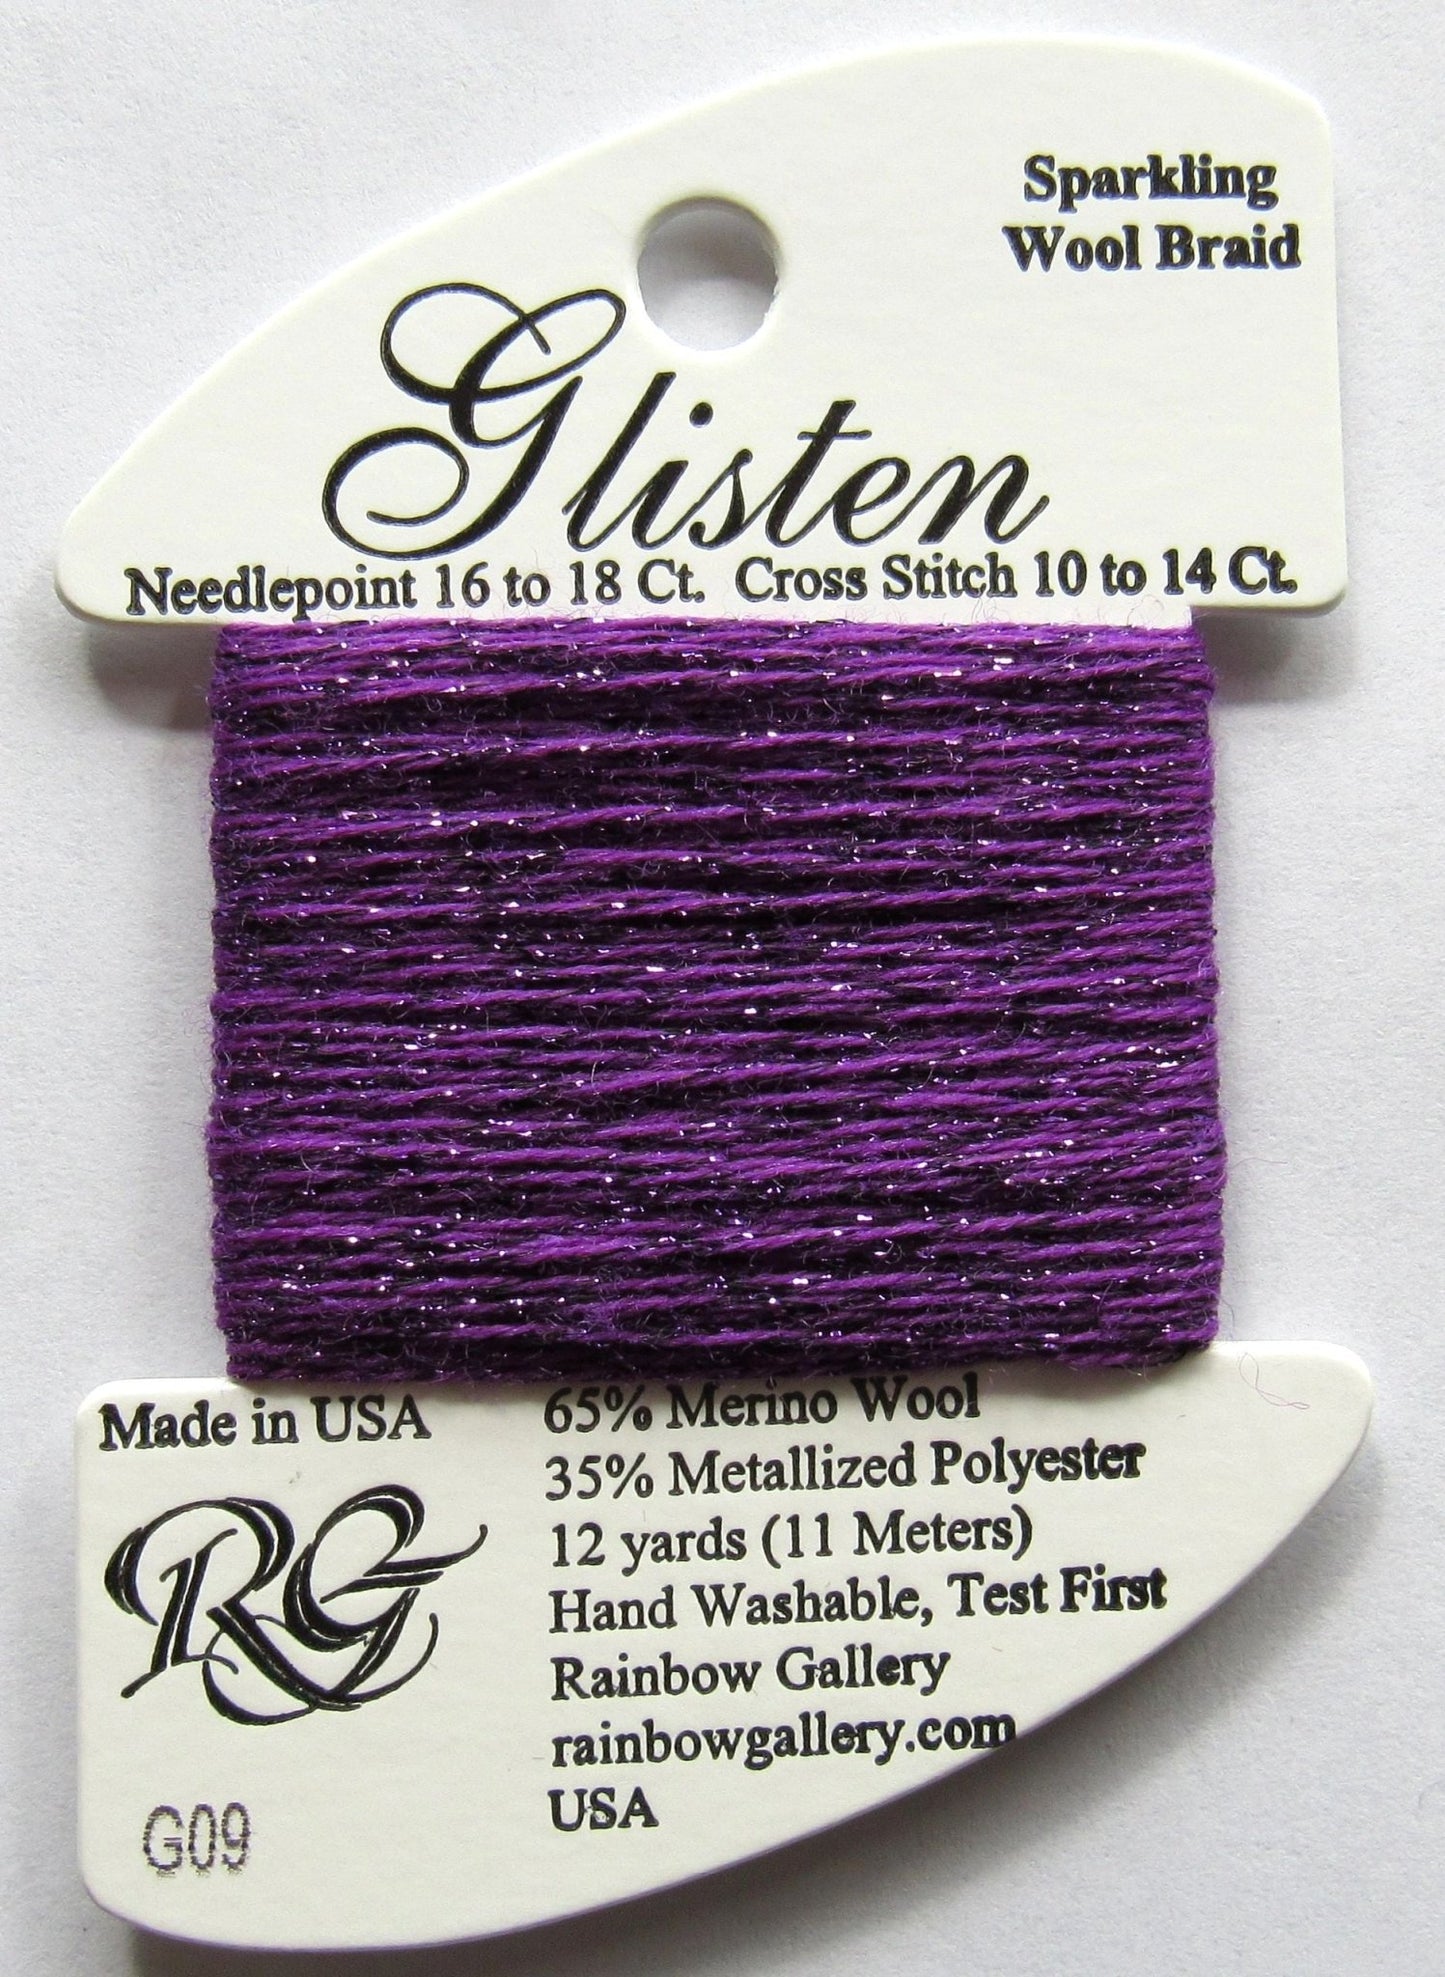 Sparkling
Wool Braid
Glisten
Needlepoint 16 to 18 Ct. Cross Stitch 10 to 14 Ct.
Made in USA
RG
G09
65% Merino Wool
35% Metallized Polyester
12 yards (11 Meters)
Hand Washable, Test First
Rainbow Gallery
rainbowgallery.com
USA